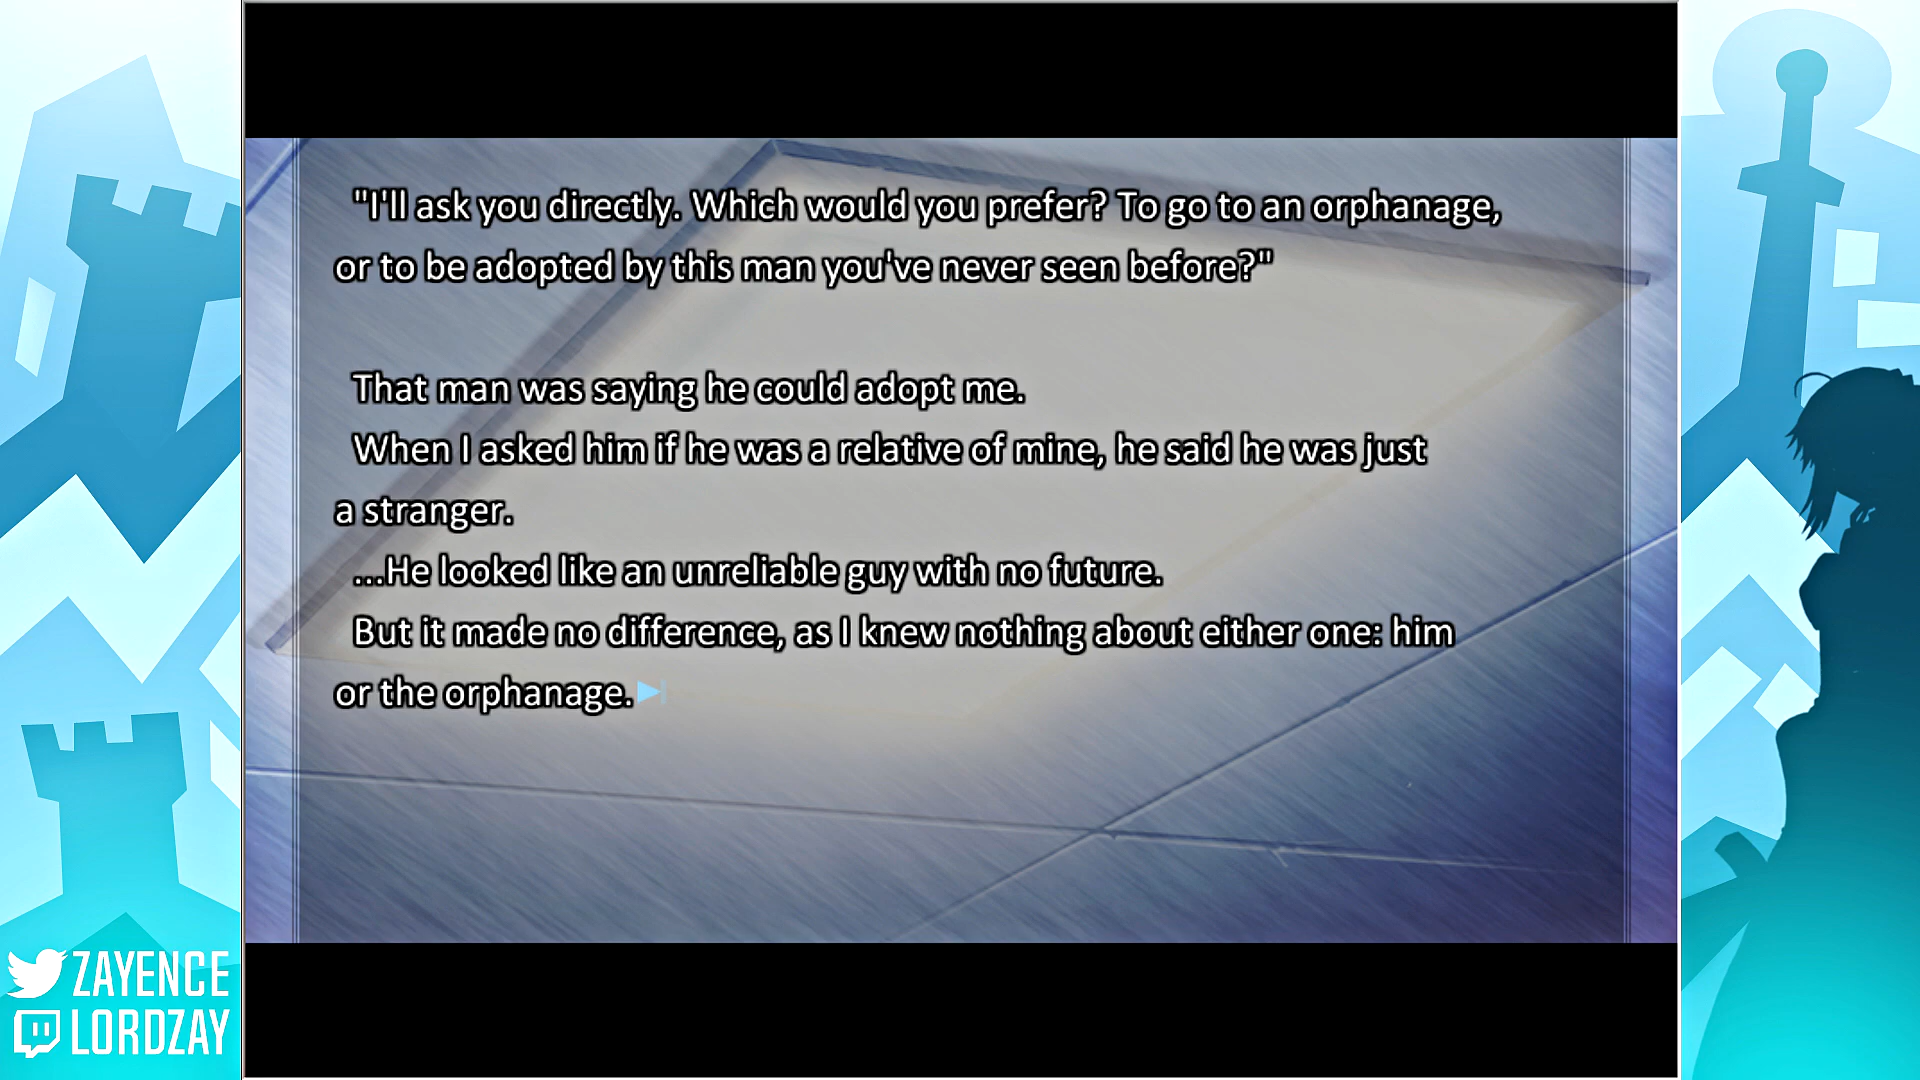 "I'll ask you directly. Which would you prefer? To go to an orphanage,
or to be adopted by this man you've never seen before?"
That man was saying he could adopt me.
When I asked him if he was a relative of mine, he said he was just
a stranger.
...He looked like an unreliable guy with no future.
But it made no difference, as I knew nothing about either one: him
or the orphanage.
ZAYENCE
LORDZAY